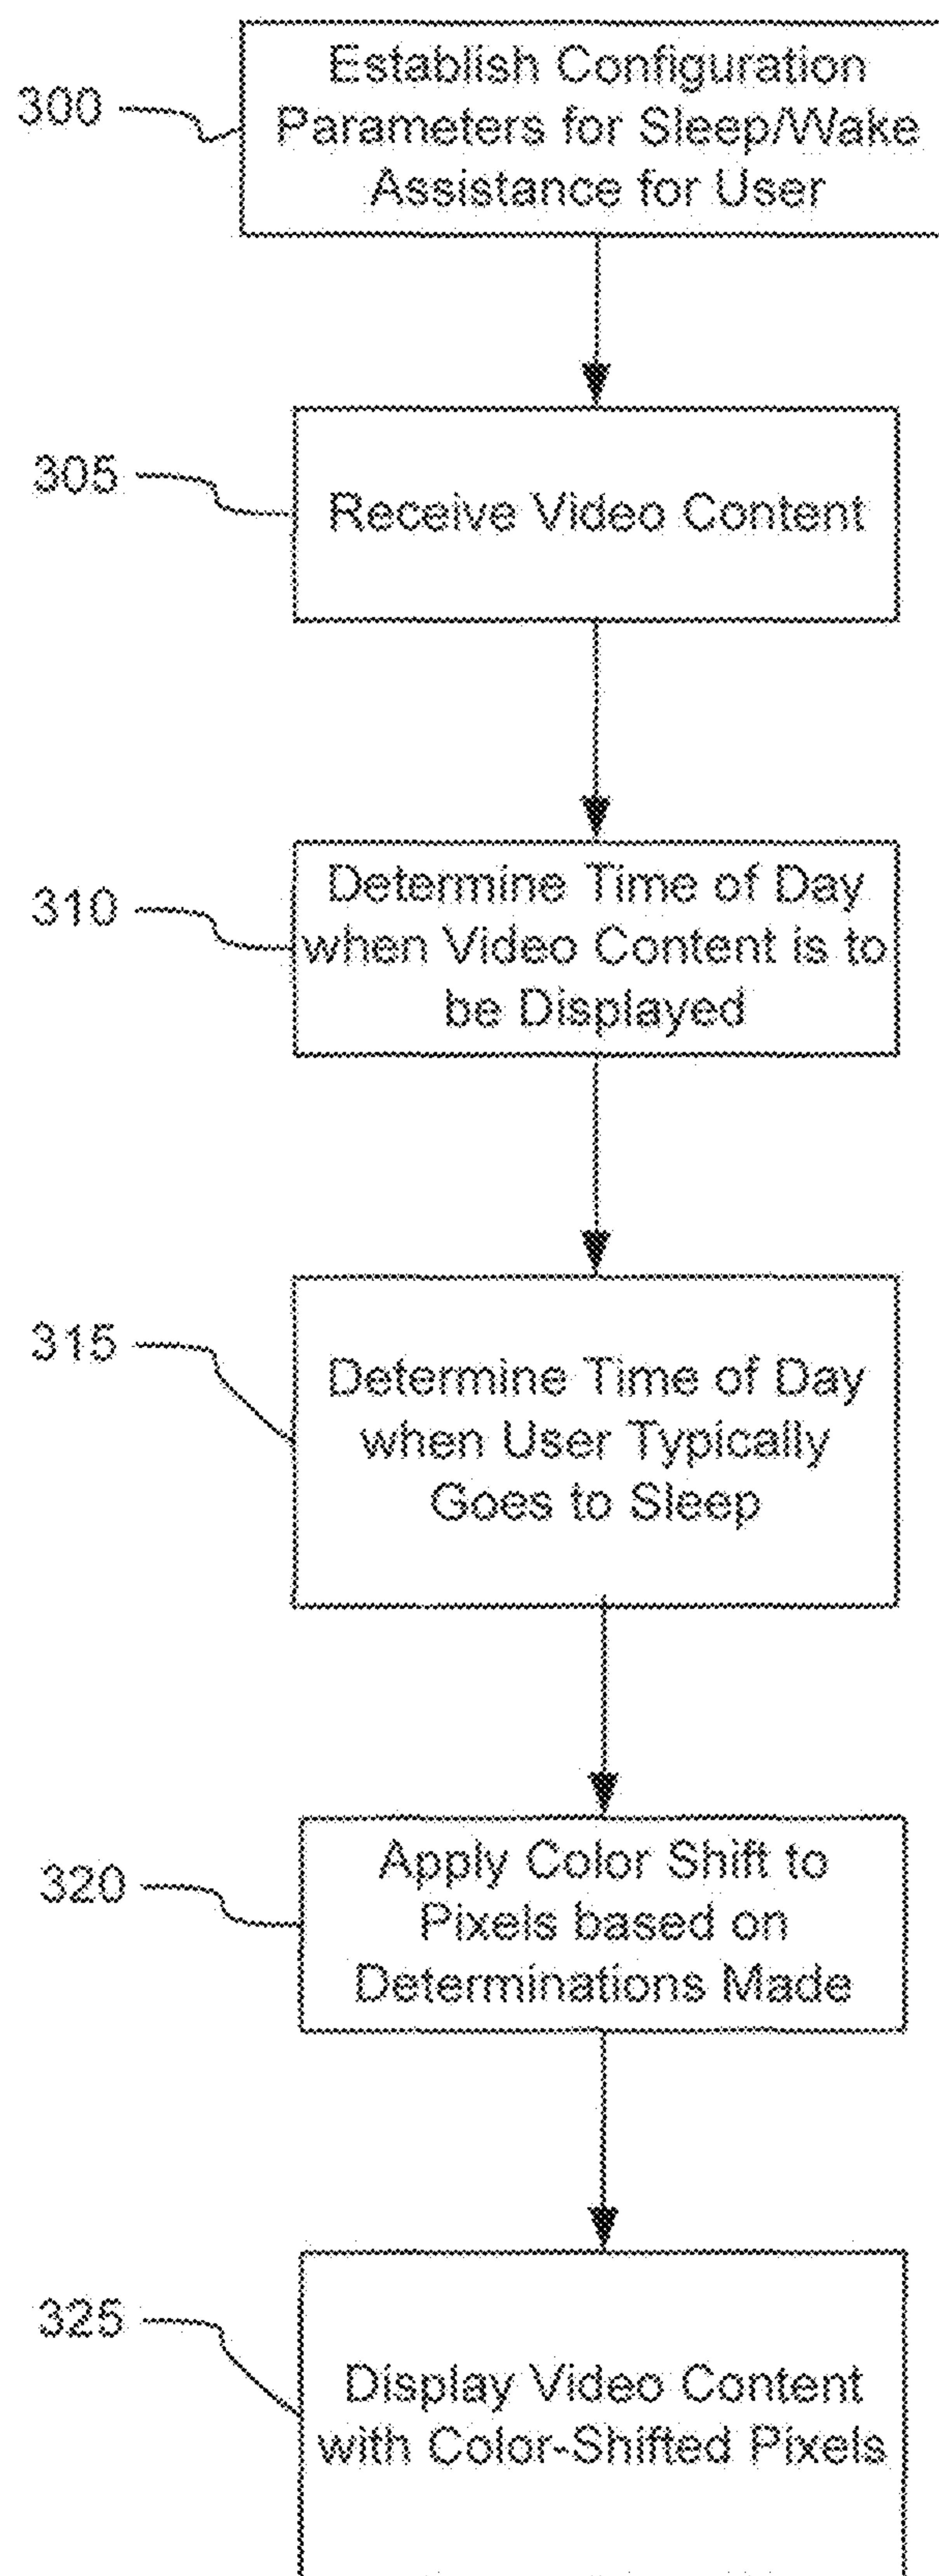 300
Establish Configuration
Parameters for Sleep/Wake
Assistance for User
305
Receive Video Content
310
Determine Time of Day
when Video Content is to
be Displayed
315
Determine Time of Day
when User Typically
Goes to Sleep
320
Apply Color Shift to
Pixels based on
Determinations Made
325
Display Video Content
with Color-Shifted Pixels